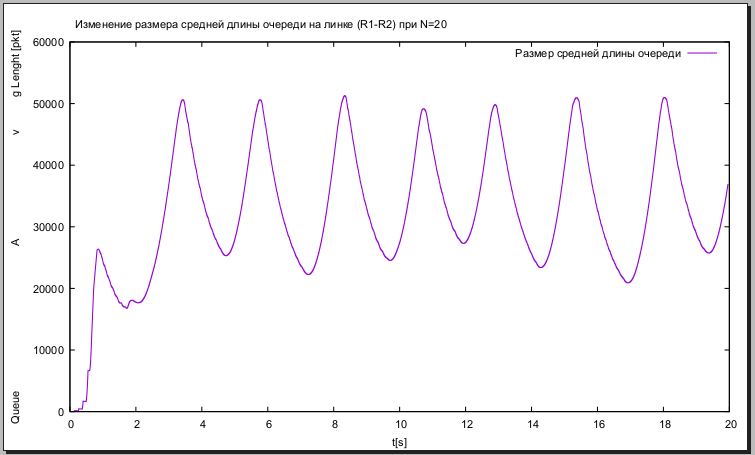 Изменение размера средней длины очереди на линке (R1-R2) при N=20
Размер средней длины очереди
Queue A v g Lenght [pkt]
60000
50000
40000
30000
20000
10000
0
0 2 4 6 8 10 12 14 16 18 20
t[s]